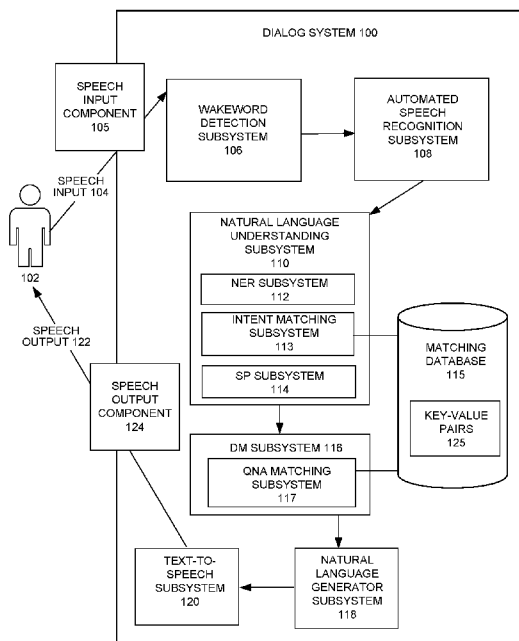 DIALOG SYSTEM 100
SPEECH
INPUT
COMPONENT
105
WAKEWORD
DETECTION
SUBSYSTEM
106
AUTOMATED
SPEECH
RECOGNITION
SUBSYSTEM
108
SPEECH
INPUT 104
102
NATURAL LANGUAGE
UNDERSTANDING
SUBSYSTEM
110
NER SUBSYSTEM
112
INTENT MATCHING
SUBSYSTEM
113
SP SUBSYSTEM
114
MATCHING
DATABASE
115
KEY-VALUE
PAIRS
125
SPEECH
OUTPUT 122
SPEECH
OUTPUT
COMPONENT
124
DM SUBSYSTEM 116
QNA MATCHING
SUBSYSTEM
117
TEXT-TO-
SPEECH
SUBSYSTEM
120
NATURAL
LANGUAGE
GENERATOR
SUBSYSTEM
118